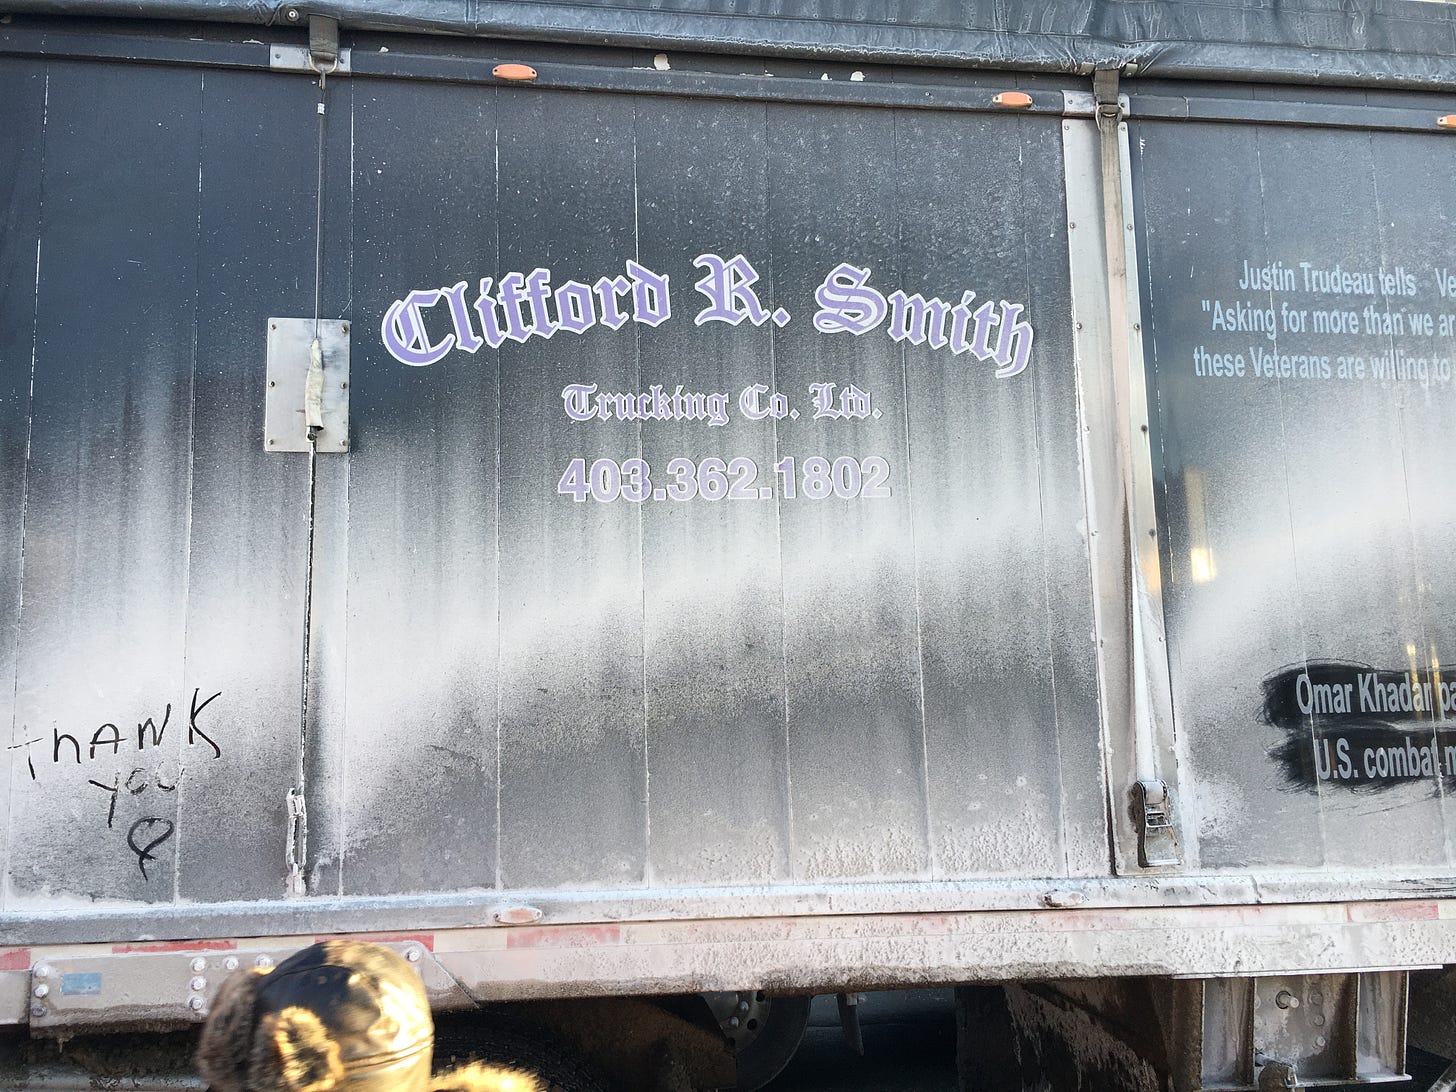 Clifford R. Smith
Trucking Co. Ltd.
403.362.1802
Justin Trudeau tells
"Asking for more than we
these Veterans are willing to
Omar Khadar
U.S. combat
THANK
YOU